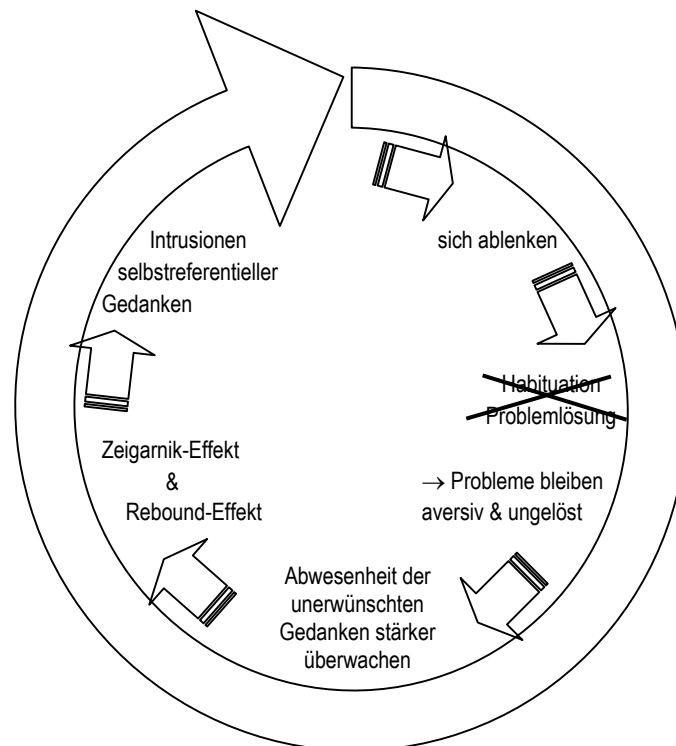 Intrusionen
selbstreferentieller
Gedanken
sich ablenken
Habituation
Problemlösung
→ Probleme bleiben
aversiv & ungelöst
Abwesenheit der
unerwünschten
Gedanken stärker
überwachen
Zeigarnik-Effekt
&
Rebound-Effekt